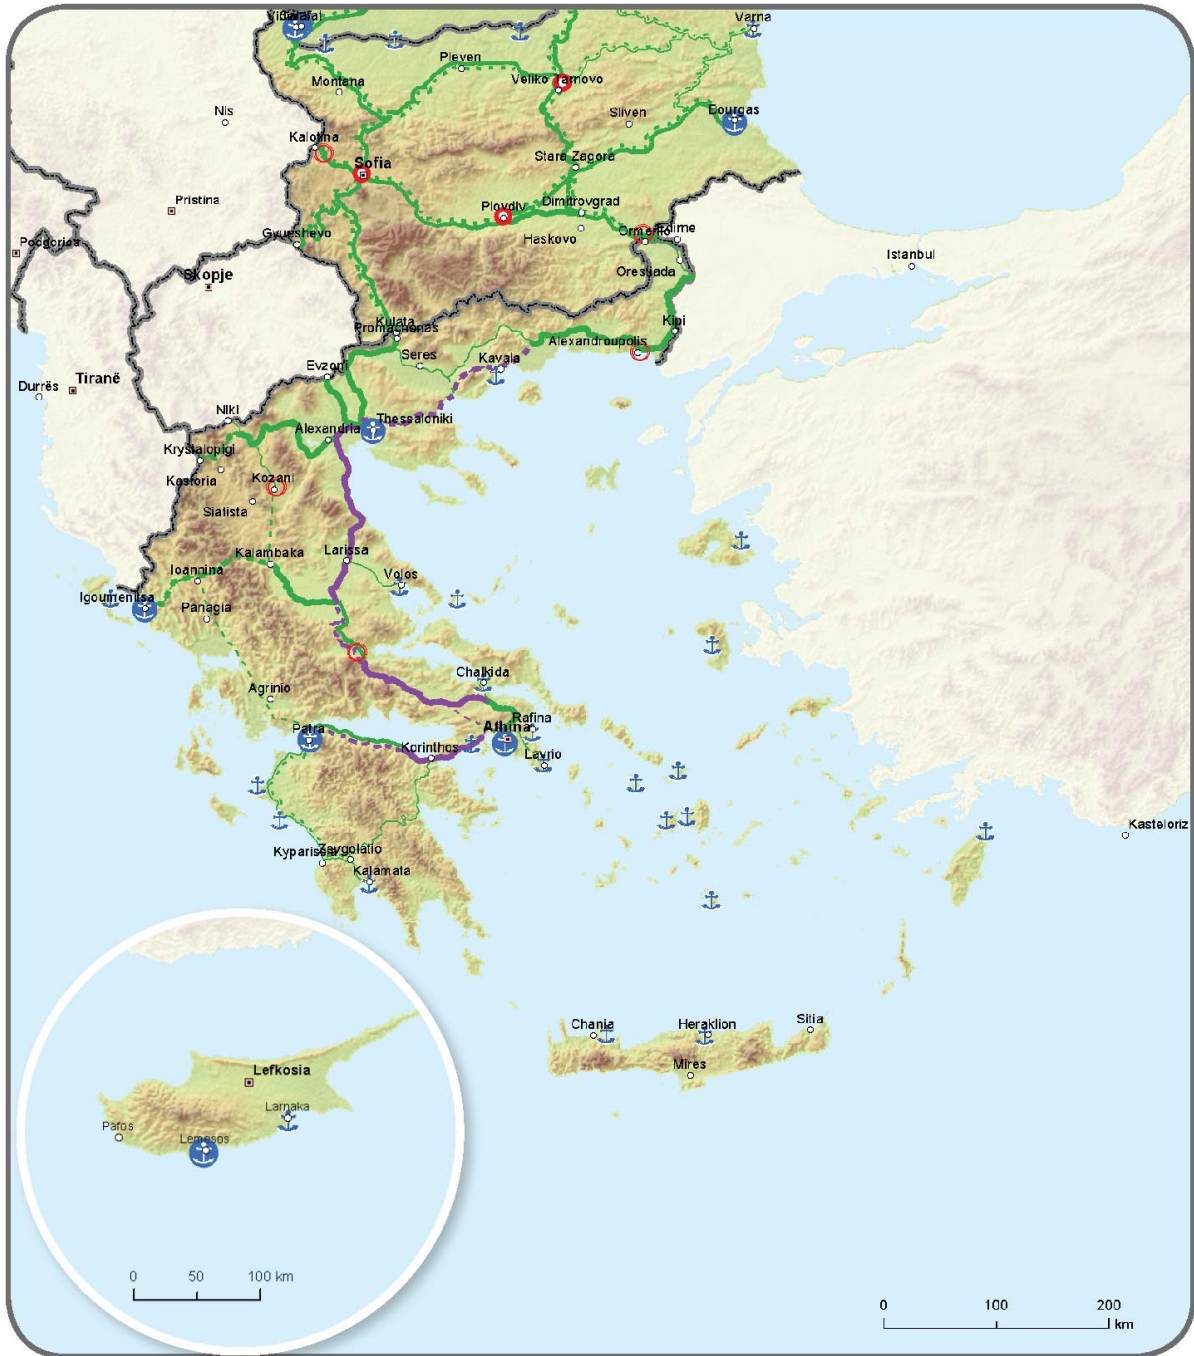 Varna
Pleven
Montana
Veliko Tarnovo
Nis
Sliven
Bourgas
Kalotina
Sofia
Stara Zagora
Pristina
Plovdiv
Dimitrovgrad
Podgorica
Gyueshevo
Haskovo
Ormenio
Edirne
Istanbul
Skopje
Orestiada
Kulata
Promachonas
Kipi
Alexandroupolis
Seres
Kavala
Evzoni
Tiranë
Durrës
Niki
Thessaloniki
Alexandria
Krystalopigi
Kastoria
Kozani
Siatista
Kalambaka
Larissa
Ioannina
Volos
Igoumenitsa
Panagia
Chalkida
Agrinio
Rafina
Patra
Athina
Korinthos
Lavrio
Kasteloriz
Kyparissia
Zevgolatio
Kalamata
Chania
Heraklion
Sitia
Mires
Lefkosia
Larnaka
Pafos
Lemesos
0 50 100 km
0 100 200
km